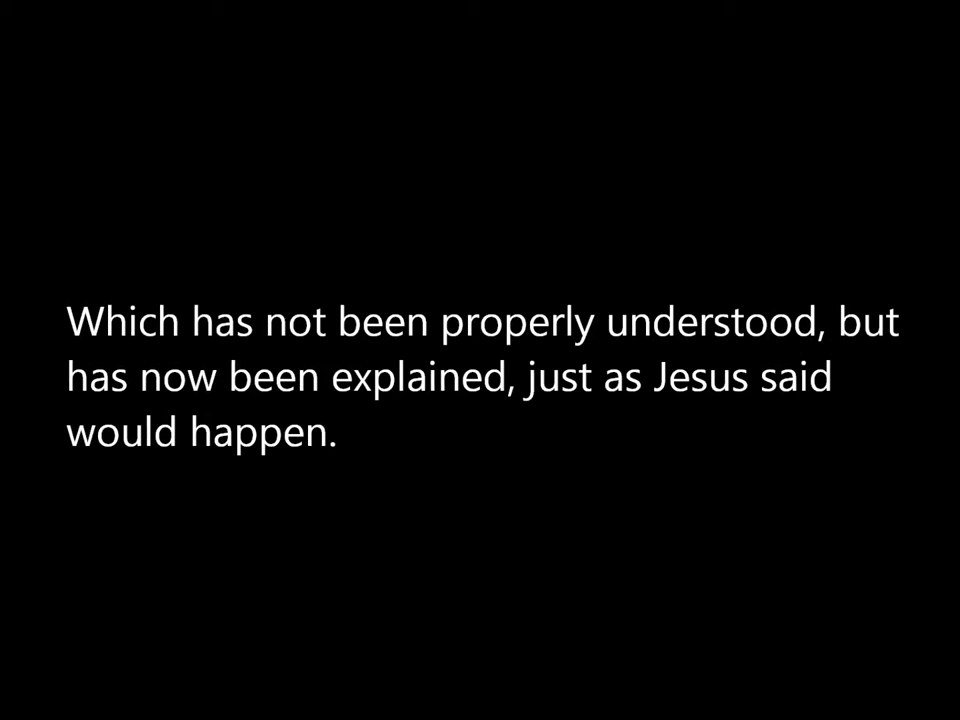 Which has not been properly understood, but
has now been explained, just as Jesus said
would happen.